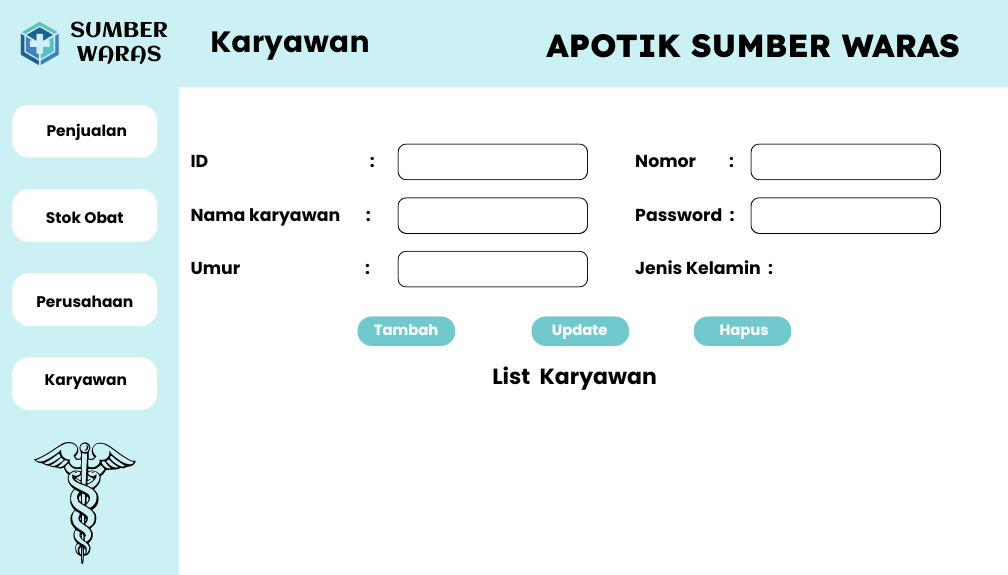 SUMBER
WARAS
Karyawan
APOTIK SUMBER WARAS
Penjualan
Stok Obat
Perusahaan
Karyawan
ID :
Nomor :
Nama karyawan :
Password :
Umur :
Jenis Kelamin :
Tambah
Update
Hapus
List Karyawan